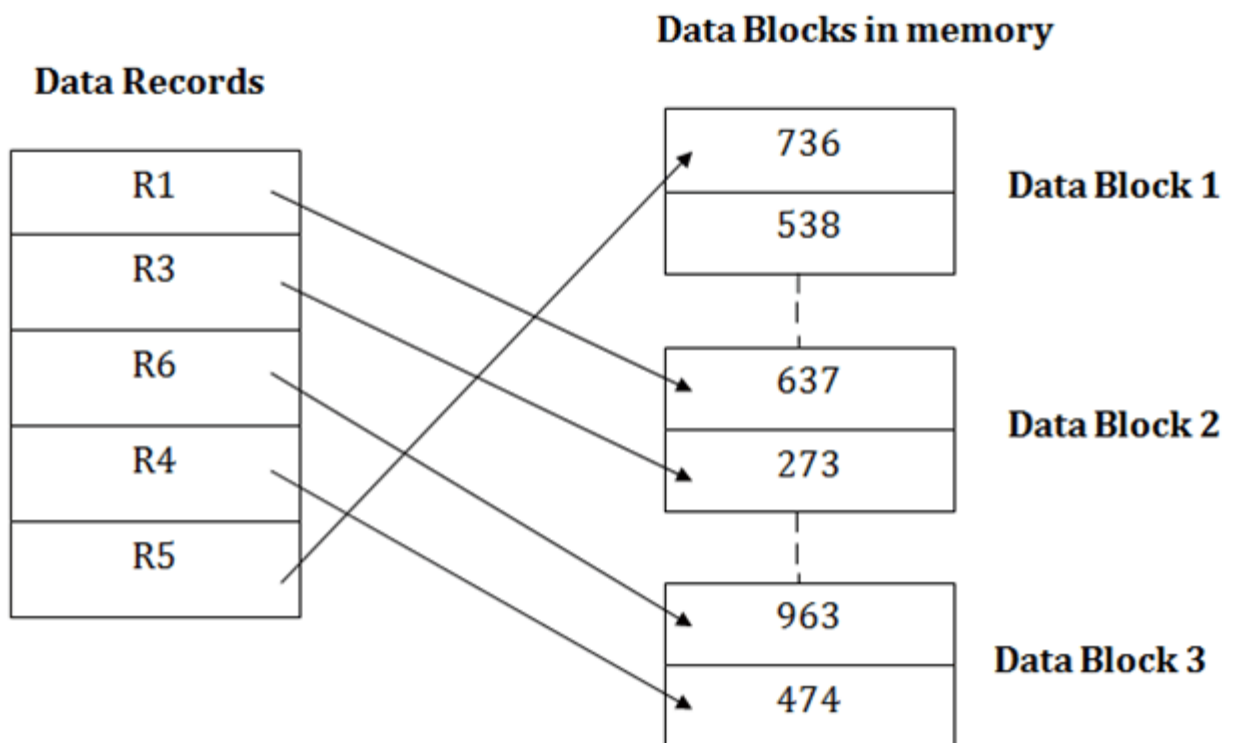 Data Blocks in memory
Data Records
R1
R3
R6
R4
R5
736
538
Data Block 1
637
273
Data Block 2
963
474
Data Block 3